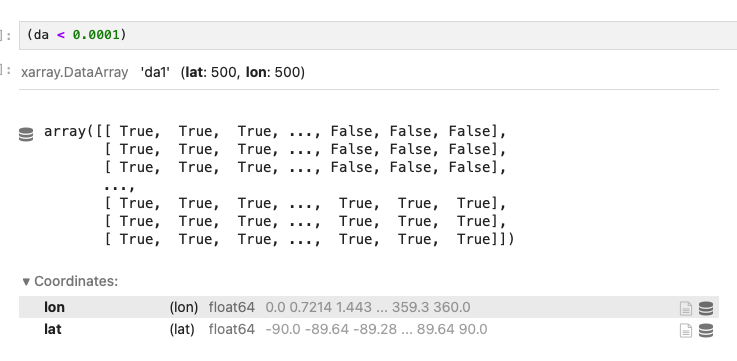 ]: (da < 0.0001)
]: xarray.DataArray 'da1' (lat: 500, lon: 500)
array([[ True,  True,  True, ..., False, False, False],
[ True,  True,  True, ..., False, False, False],
[ True,  True,  True, ..., False, False, False],
...,
[ True,  True,  True, ...,  True,  True,  True],
[ True,  True,  True, ...,  True,  True,  True],
[ True,  True,  True, ...,  True,  True,  True]])
▼ Coordinates:
lon (lon) float64 0.0 0.7214 1.443 ... 359.3 360.0
lat (lat) float64 -90.0 -89.64 -89.28 ... 89.64 90.0